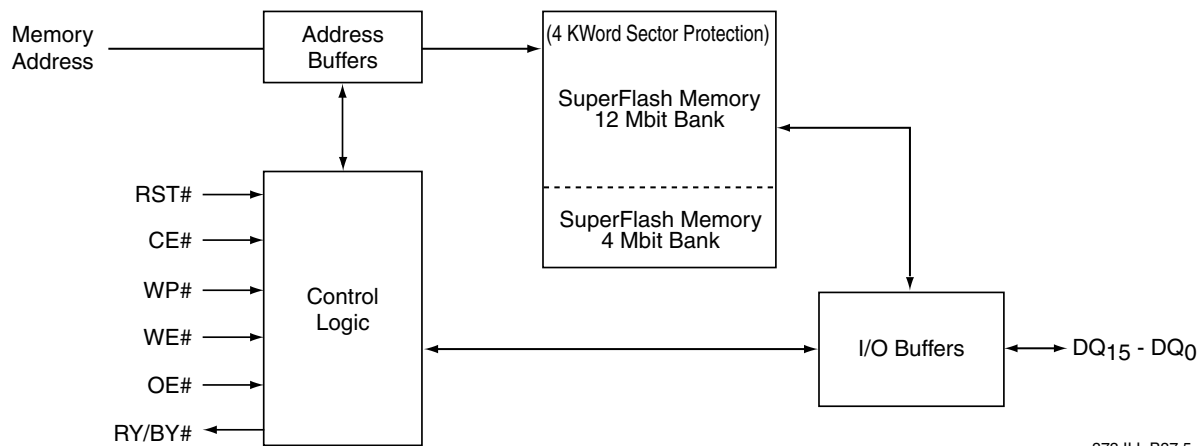 Memory
Address
Address
Buffers
(4 KWord Sector Protection)
SuperFlash Memory
12 Mbit Bank
SuperFlash Memory
4 Mbit Bank
RST#
CE#
WP#
WE#
OE#
RY/BY#
Control
Logic
I/O Buffers
DQ15 - DQ0